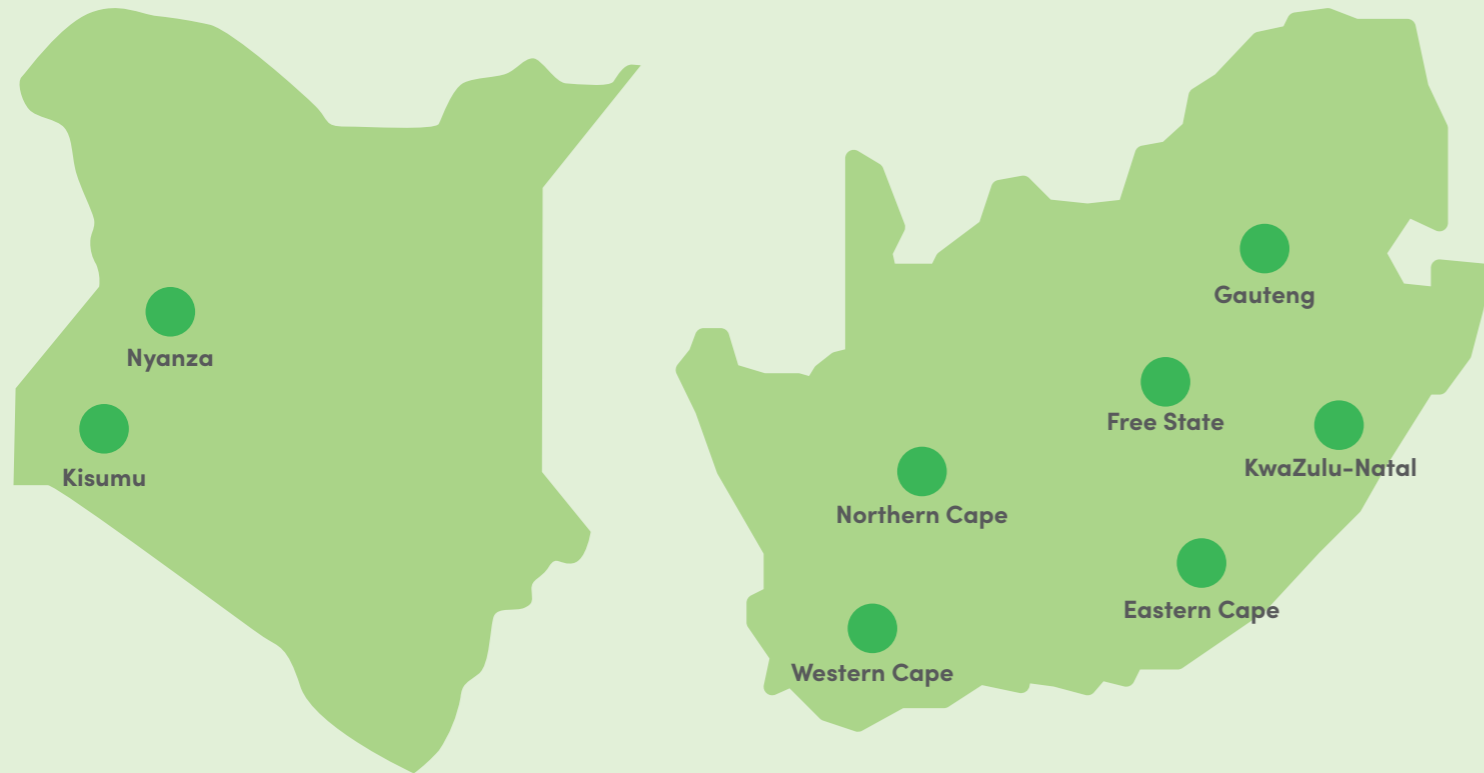 Nyanza
Kisumu
Gauteng
Free State
KwaZulu-Natal
Northern Cape
Eastern Cape
Western Cape